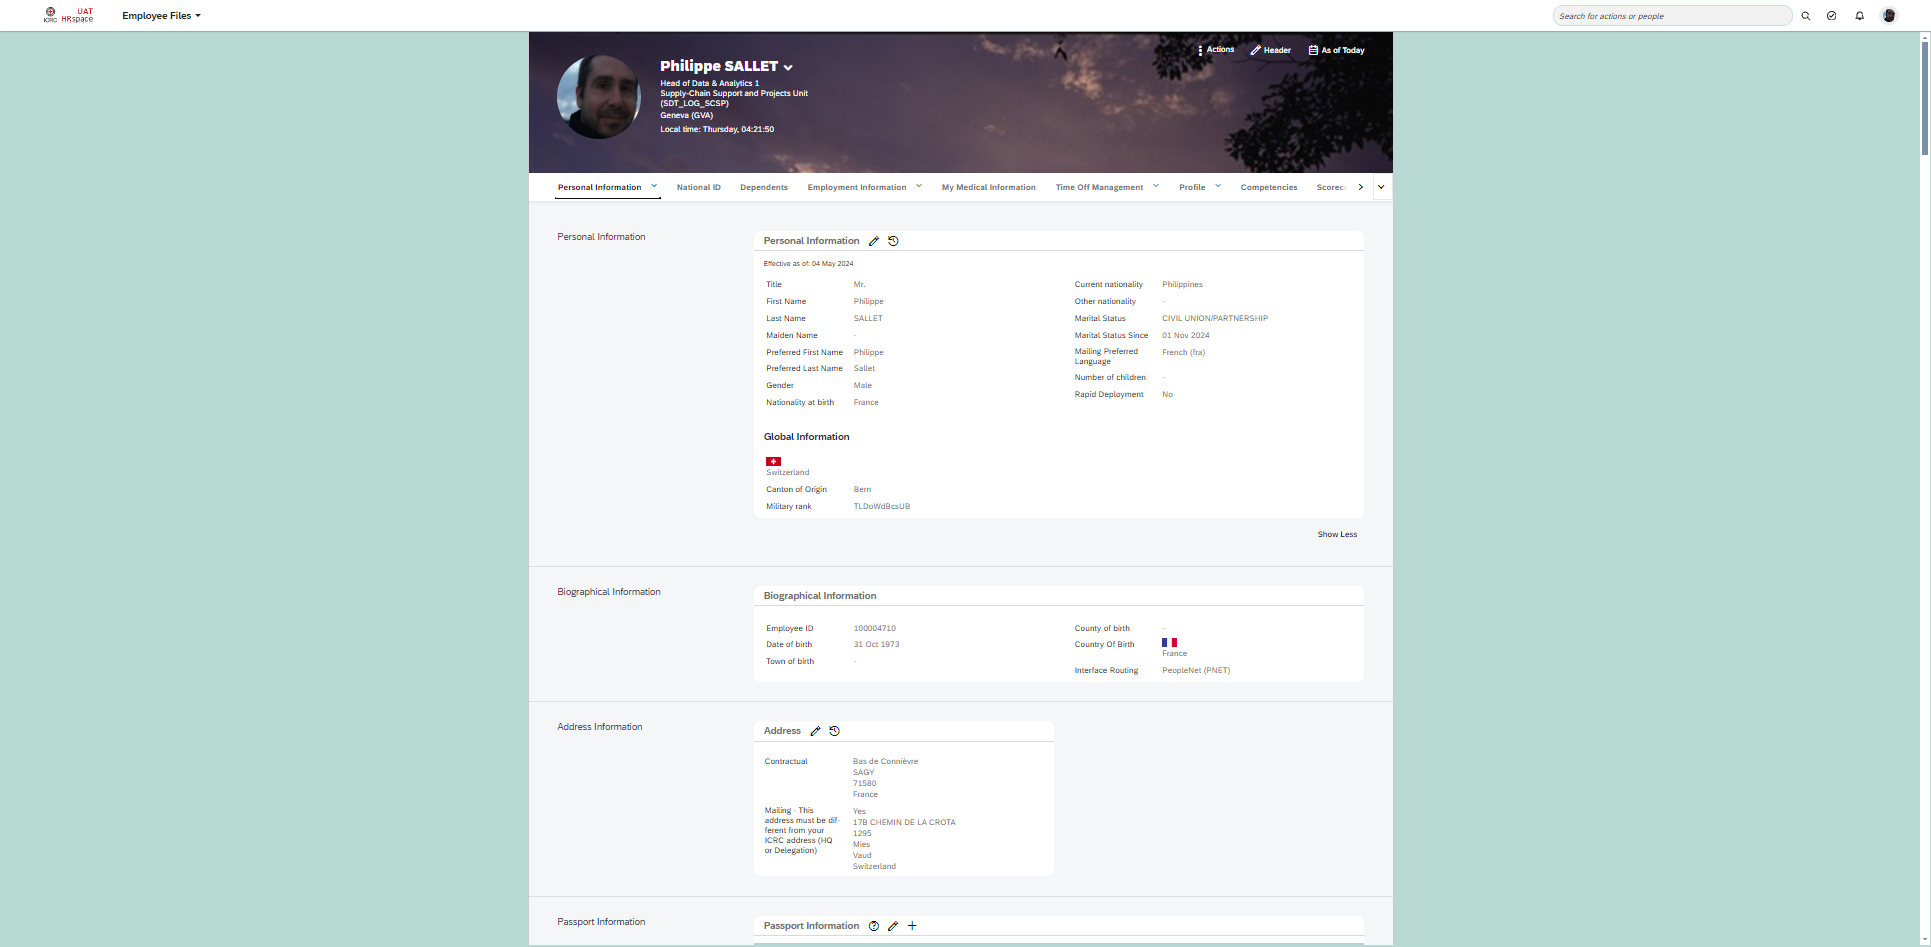 ICRC
UAT
HRspace
Employee Files
Search for actions or people
Actions
Header
As of Today
Philippe SALLET
Head of Data & Analytics 1
Supply-Chain Support and Projects Unit
(SDT_LOG_SCSP)
Geneva (GVA)
Local time: Thursday, 04:21:50
Personal Information
National ID
Dependents
Employment Information
My Medical Information
Time Off Management
Profile
Competencies
Scorec
Personal Information
Personal Information
Effective as of: 04 May 2024
Title Mr.
First Name Philippe
Last Name SALLET
Maiden Name -
Preferred First Name Philippe
Preferred Last Name Sallet
Gender Male
Nationality at birth France
Current nationality Philippines
Other nationality -
Marital Status CIVIL UNION/PARTNERSHIP
Marital Status Since 01 Nov 2024
Mailing Preferred
Language French (fra)
Number of children -
Rapid Deployment No
Global Information
Switzerland
Canton of Origin Bern
Military rank TLDoWdBcsUB
Show Less
Biographical Information
Biographical Information
Employee ID 100004710
Date of birth 31 Oct 1973
Town of birth -
County of birth -
Country Of Birth
France
Interface Routing PeopleNet (PNET)
Address Information
Address
Contractual Bas de Connièvre
SAGY
71580
France
Mailing - This
address must be dif-
ferent from your
ICRC address (HQ
or Delegation)
Yes
17B CHEMIN DE LA CROTA
1295
Mies
Vaud
Switzerland
Passport Information
Passport Information